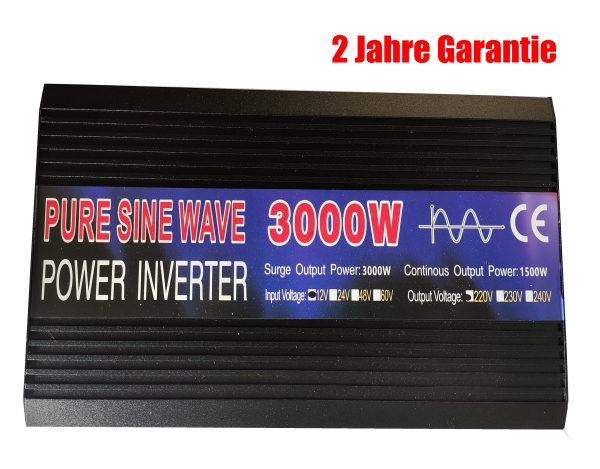 2 Jahre Garantie
PURE SINE WAVE 3000W CE
POWER INVERTER
Surge Output Power:3000W Continous Output Power:1500W
Input Voltage: 12V 24V 48V 60V Output Voltage: 220V 230V 240V